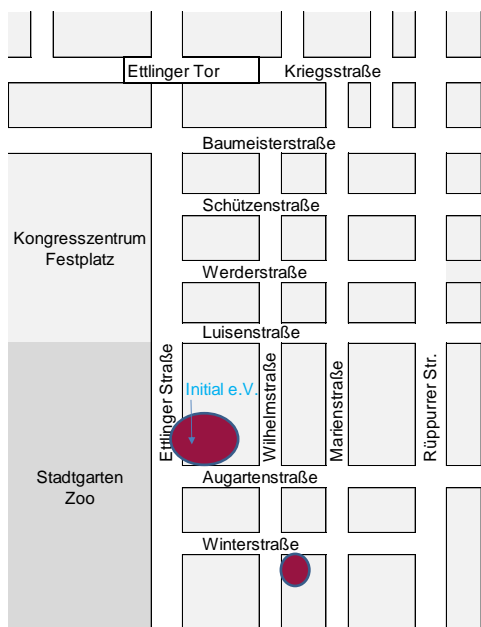 Ettlinger Tor
Kriegsstraße
Baumeisterstraße
Schützenstraße
Kongresszentrum
Festplatz
Werderstraße
Luisenstraße
Ettlinger Straße
Initial e.V.
Wilhelmstraße
Marienstraße
Rüppurrer Str.
Stadtgarten
Zoo
Augartenstraße
Winterstraße